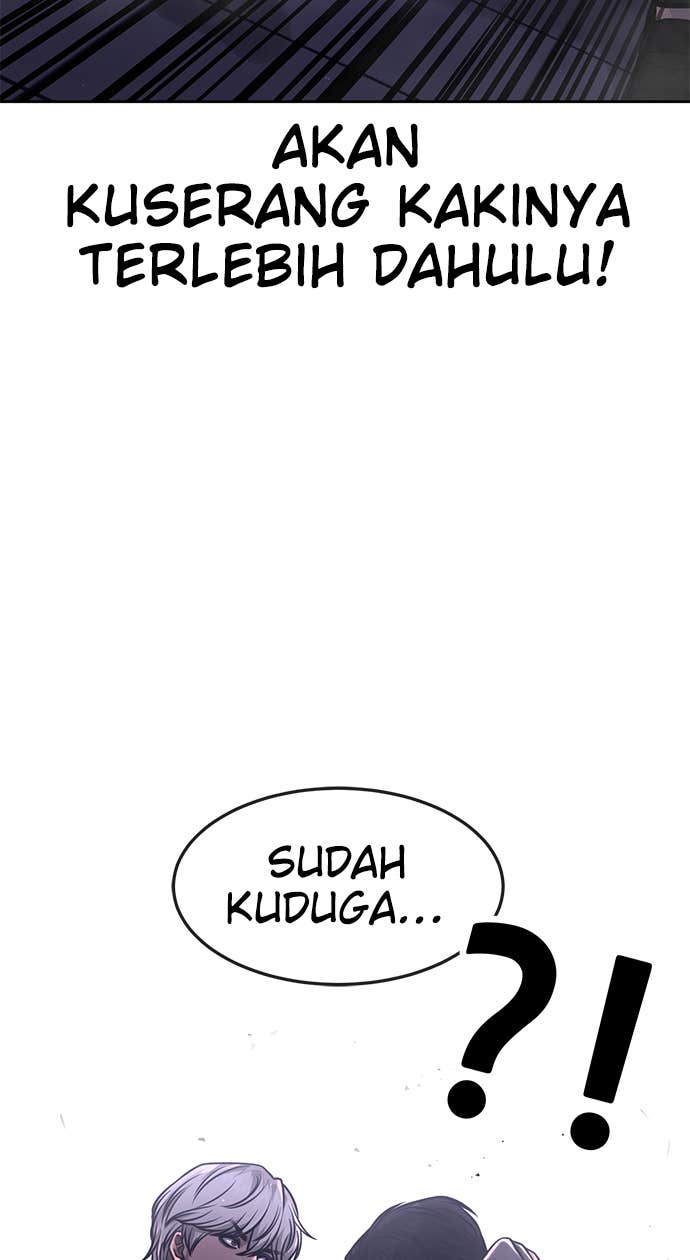 AKAN
KUSERANG KAKINYA
TERLEBIH DAHULU!
SUDAH
KUDUGA...
?!